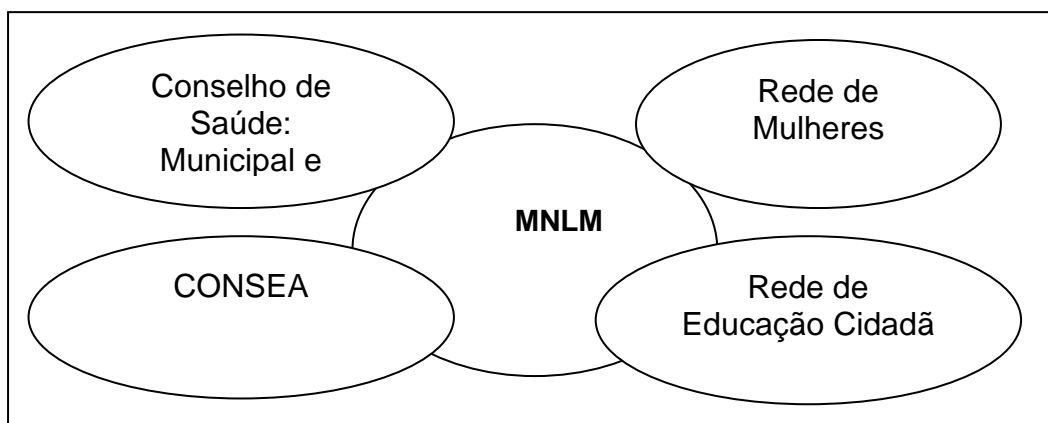 Conselho de
Saúde:
Municipal e
Rede de
Mulheres
MNLM
CONSEA
Rede de
Educação Cidadã